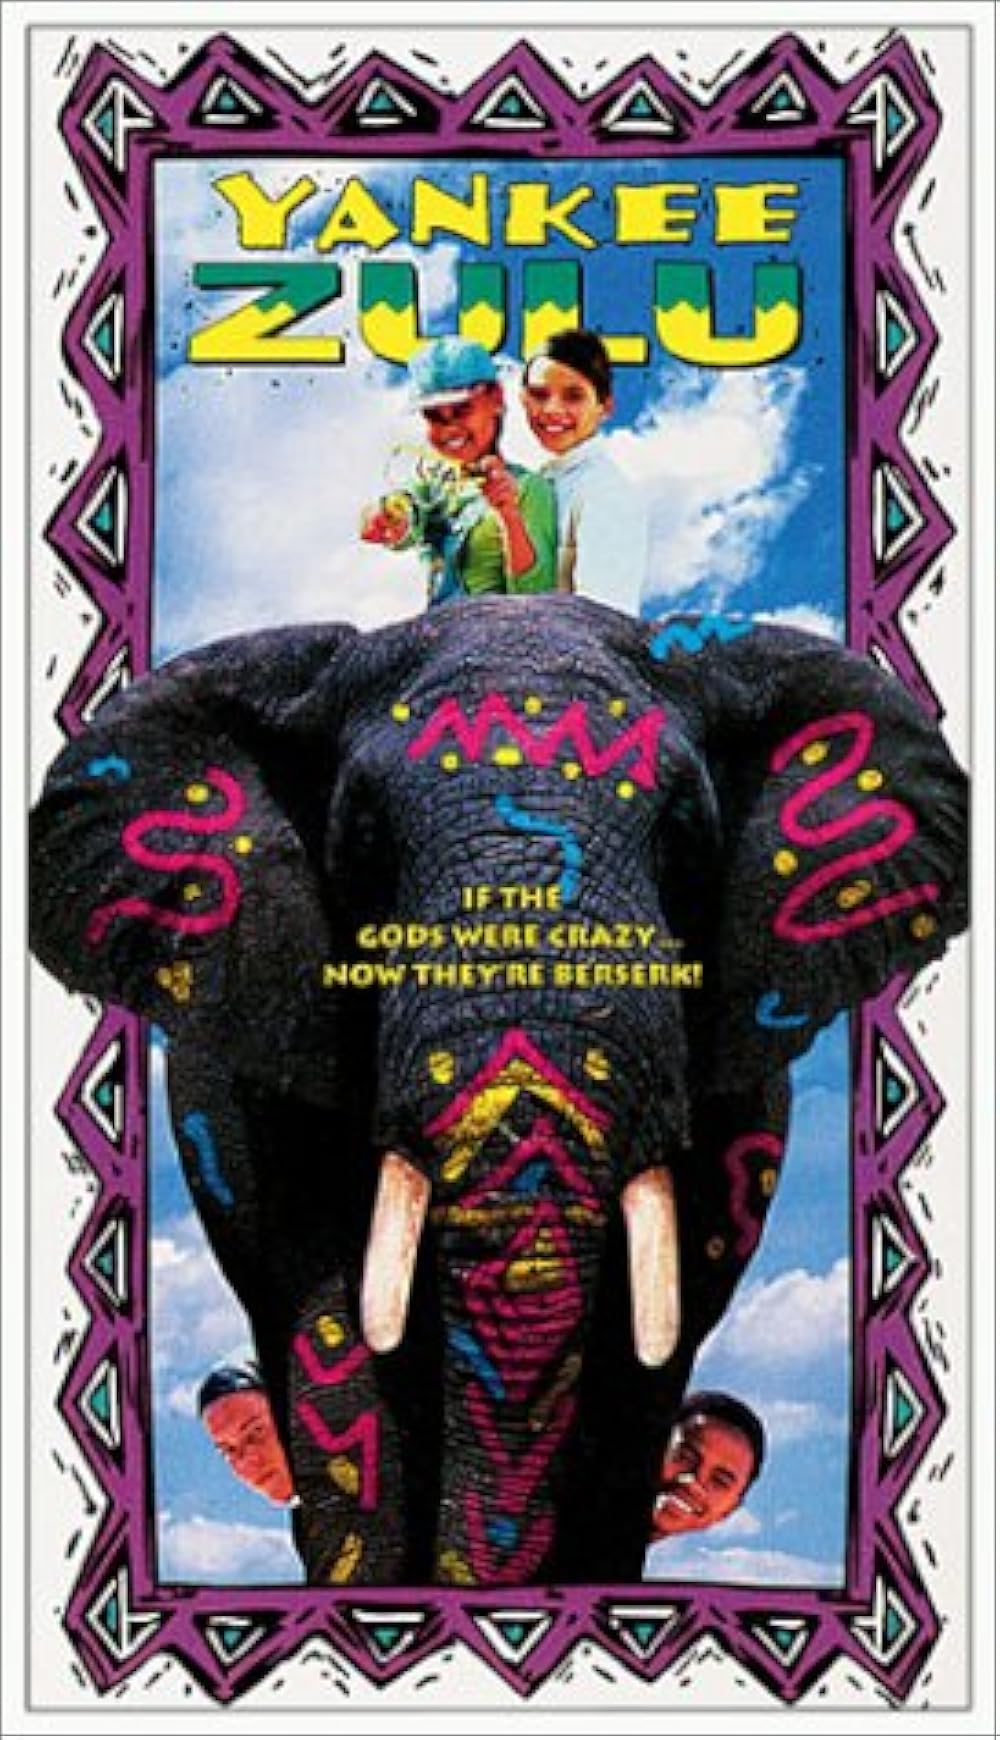 YANKEE
ZULU
IF THE
GODS WERE CRAZY...
NOW THEY'RE BERSERK!